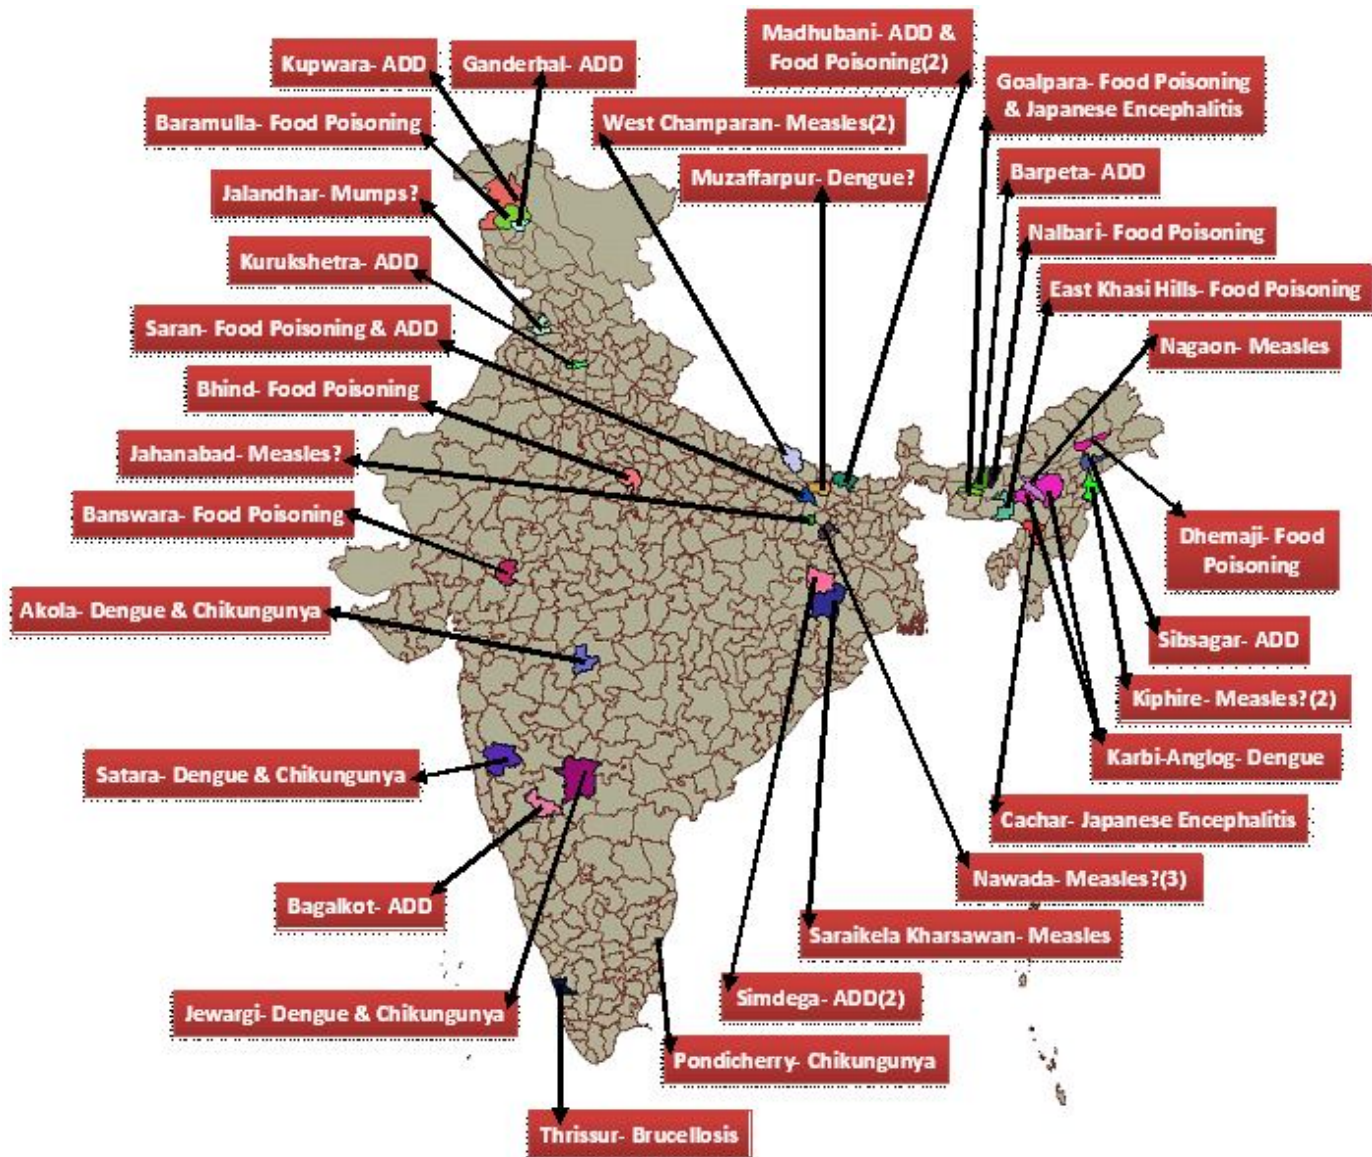 Madhubani- ADD &
Food Poisoning(2)
Kupwara- ADD
Ganderbal- ADD
Goalpara- Food Poisoning
& Japanese Encephalitis
Baramulla- Food Poisoning
West Champaran- Measles(2)
Muzaffarpur- Dengue?
Barpeta- ADD
Jalandhar- Mumps?
Nalbari- Food Poisoning
Kurukshetra- ADD
East Khasi Hills- Food Poisoning
Saran- Food Poisoning & ADD
Nagaon- Measles
Bhind- Food Poisoning
Jahanabad- Measles?
Banswara- Food Poisoning
Dhemaji- Food
Poisoning
Akola- Dengue & Chikungunya
Sibsagar- ADD
Kiphire- Measles?(2)
Karbi-Anglog- Dengue
Satara- Dengue & Chikungunya
Cachar- Japanese Encephalitis
Nawada- Measles?(3)
Bagalkot- ADD
Saraikela Kharsawan- Measles
Simdega- ADD(2)
Jewargi- Dengue & Chikungunya
Pondicherry- Chikungunya
Thrissur- Brucellosis